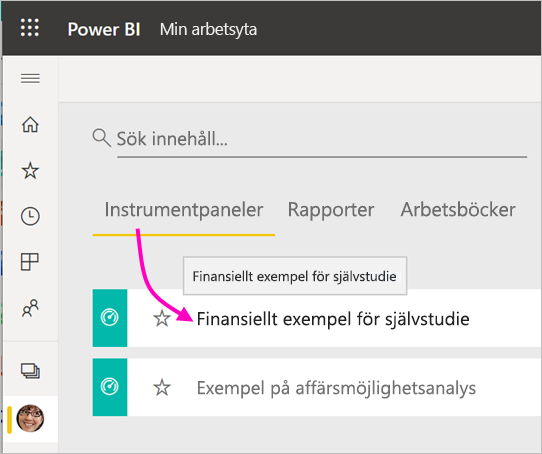 Power BI Min arbetsyta
Sök innehåll...
Instrumentpaneler Rapporter Arbetsböcker
Finansiellt exempel för självstudie
Finansiellt exempel för självstudie
Exempel på affärsmöjlighetsanalys